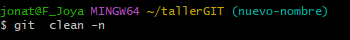 jonat@F_Joya MINGW64 ~/tallerGIT (nuevo-nombre)
$ git  clean -n